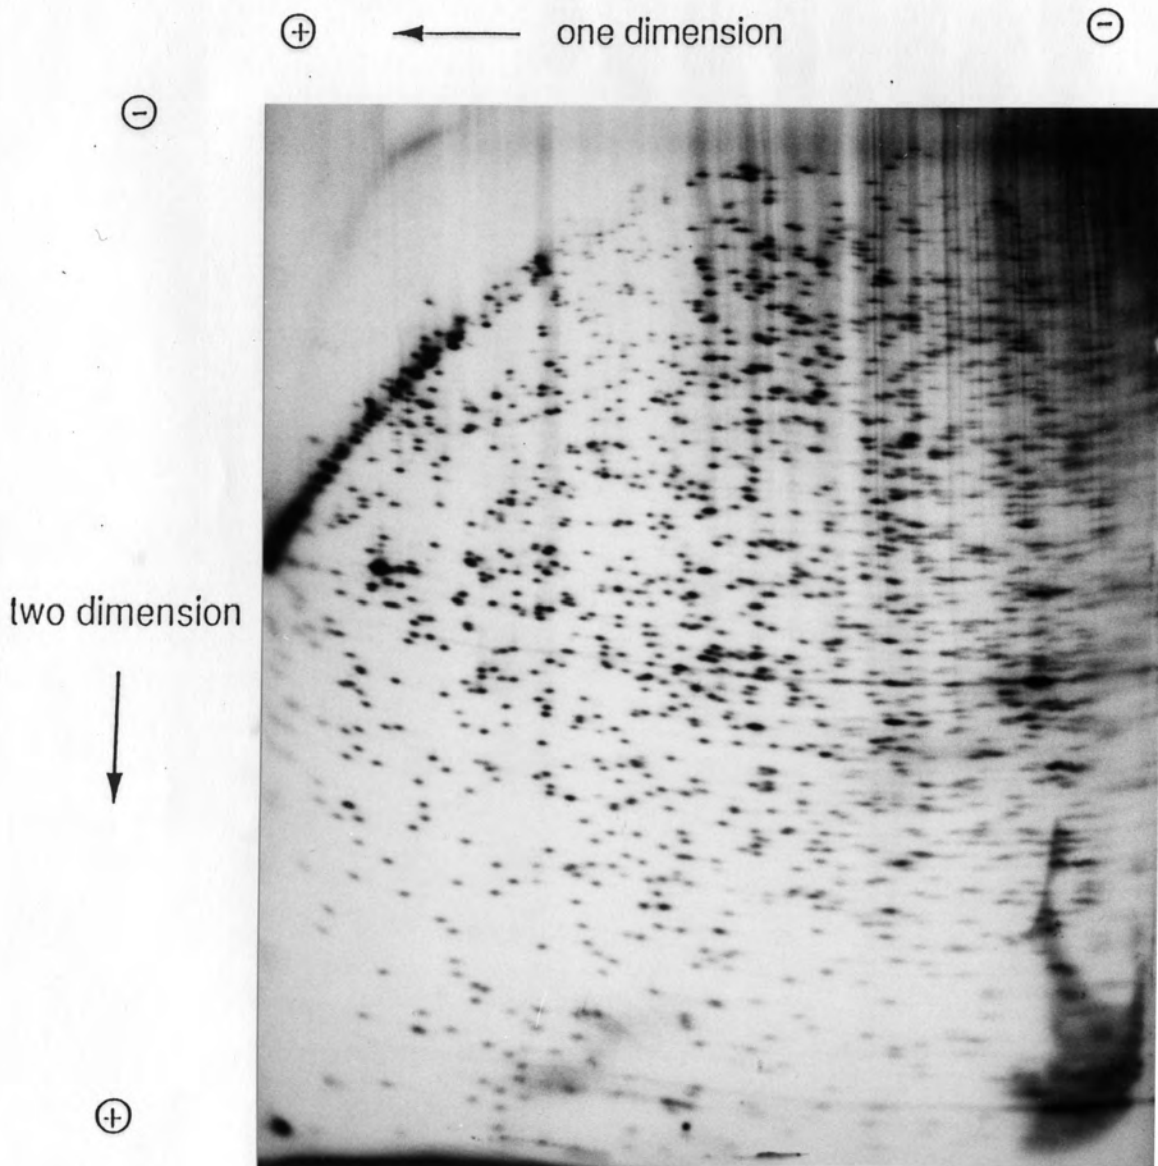 ⊕ ← one dimension ⊖
⊖
two dimension
⊕